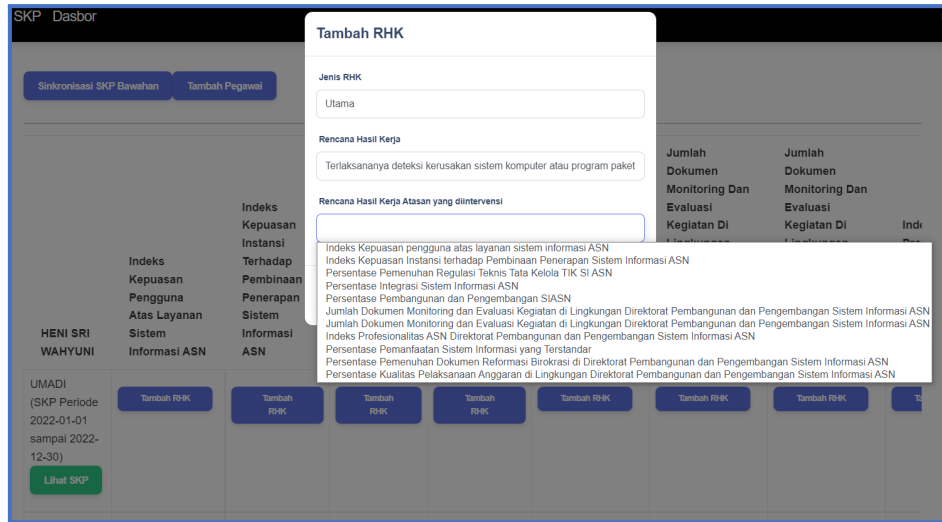 SKP Dasbor
Tambah RHK
Sinkronisasi SKP Bawahan
Tambah Pegawai
Jenis RHK
Utama
Rencana Hasil Kerja
Terlaksananya deteksi kerusakan sistem komputer atau program paket
Rencana Hasil Kerja Atasan yang diintervensi
Indeks Kepuasan pengguna atas layanan sistem informasi ASN
Indeks Kepuasan Instansi terhadap Pembinaan Penerapan Sistem Informasi ASN
Persentase Pemenuhan Regulasi Teknis Tata Kelola TIK SI ASN
Persentase Integrasi Sistem Informasi ASN
Persentase Pembangunan dan Pengembangan SIASN
Jumlah Dokumen Monitoring dan Evaluasi Kegiatan di Lingkungan Direktorat Pembangunan dan Pengembangan Sistem Informasi ASN
Jumlah Dokumen Monitoring dan Evaluasi Kegiatan di Lingkungan Direktorat Pembangunan dan Pengembangan Sistem Informasi ASN
Indeks Profesionalitas ASN Direktorat Pembangunan dan Pengembangan Sistem Informasi ASN
Persentase Pemanfaatan Sistem Informasi yang Terstandar
Persentase Pemenuhan Dokumen Reformasi Birokrasi di Direktorat Pembangunan dan Pengembangan Sistem Informasi ASN
Persentase Kualitas Pelaksanaan Anggaran di Lingkungan Direktorat Pembangunan dan Pengembangan Sistem Informasi ASN
HENI SRI
WAHYUNI
Indeks
Kepuasan
Pengguna
Atas Layanan
Sistem
Informasi ASN
Indeks
Kepuasan
Instansi
Terhadap
Pembinaan
Penerapan
Sistem
Informasi
ASN
Jumlah
Dokumen
Monitoring Dan
Evaluasi
Kegiatan Di
Jumlah
Dokumen
Monitoring Dan
Evaluasi
Kegiatan Di
UMADI
(SKP Periode
2022-01-01
sampai 2022-
12-30)
Lihat SKP
Tambah RHK
Tambah
RHK
Tambah
RHK
Tambah
RHK
Tambah RHK
Tambah RHK
Tambah RHK